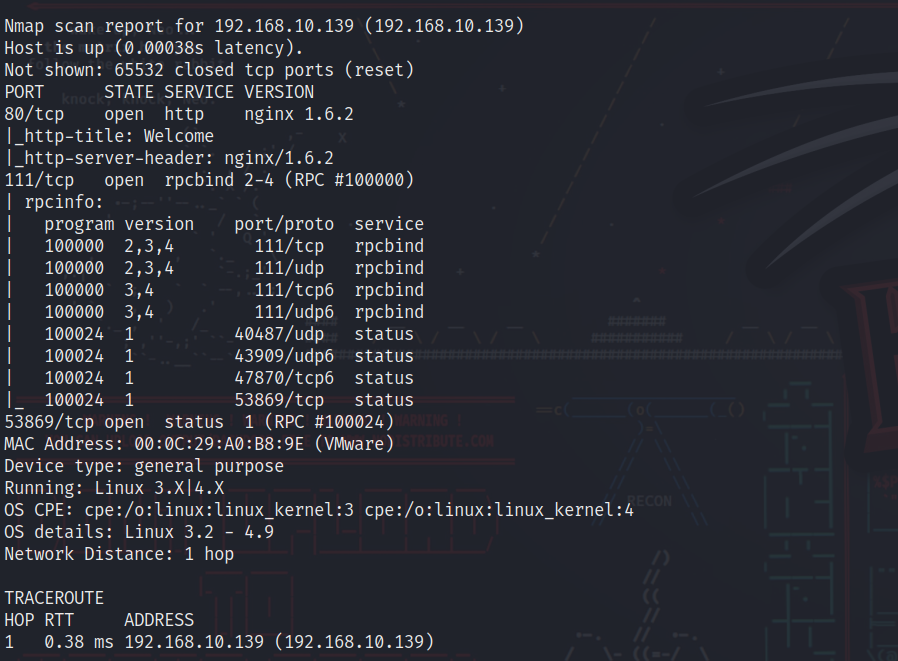 Nmap scan report for 192.168.10.139 (192.168.10.139)
Host is up (0.00038s latency).
Not shown: 65532 closed tcp ports (reset)
PORT      STATE SERVICE VERSION
80/tcp    open  http    nginx 1.6.2
|_http-title: Welcome
|_http-server-header: nginx/1.6.2
111/tcp   open  rpcbind 2-4 (RPC #100000)
| rpcinfo:
|   program version    port/proto  service
|   100000  2,3,4        111/tcp   rpcbind
|   100000  2,3,4        111/udp   rpcbind
|   100000  3,4          111/tcp6  rpcbind
|   100000  3,4          111/udp6  rpcbind
|   100024  1          40487/udp   status
|   100024  1          43909/udp6  status
|   100024  1          47870/tcp6  status
|_  100024  1          53869/tcp   status
53869/tcp open  status  1 (RPC #100024)
MAC Address: 00:0C:29:A0:B8:9E (VMware)
Device type: general purpose
Running: Linux 3.X|4.X
OS CPE: cpe:/o:linux:linux_kernel:3 cpe:/o:linux:linux_kernel:4
OS details: Linux 3.2 - 4.9
Network Distance: 1 hop
TRACEROUTE
HOP RTT     ADDRESS
1   0.38 ms 192.168.10.139 (192.168.10.139)
RECON